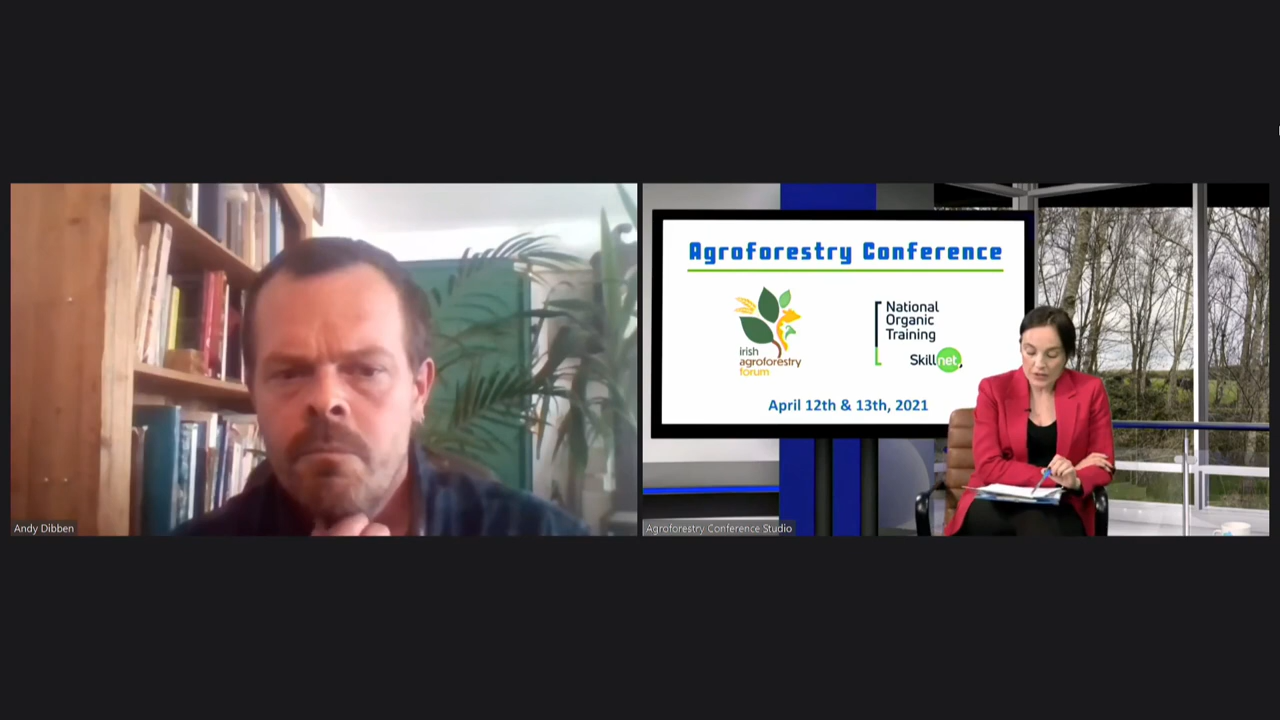 Agroforestry Conference
irish
agroforestry
forum
National
Organic
Training
Skillnet
April 12th & 13th, 2021
Andy Dibben
Agroforestry Conference Studio